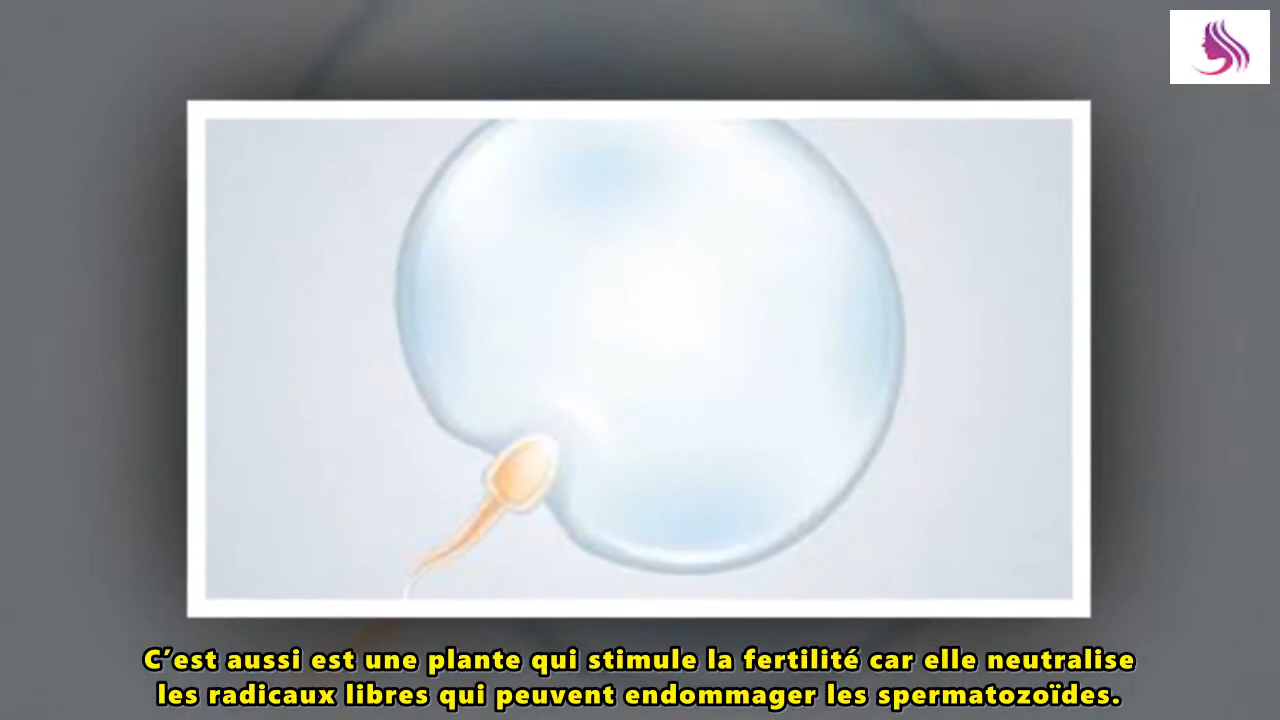 C’est aussi est une plante qui stimule la fertilité car elle neutralise
les radicaux libres qui peuvent endommager les spermatozoïdes.